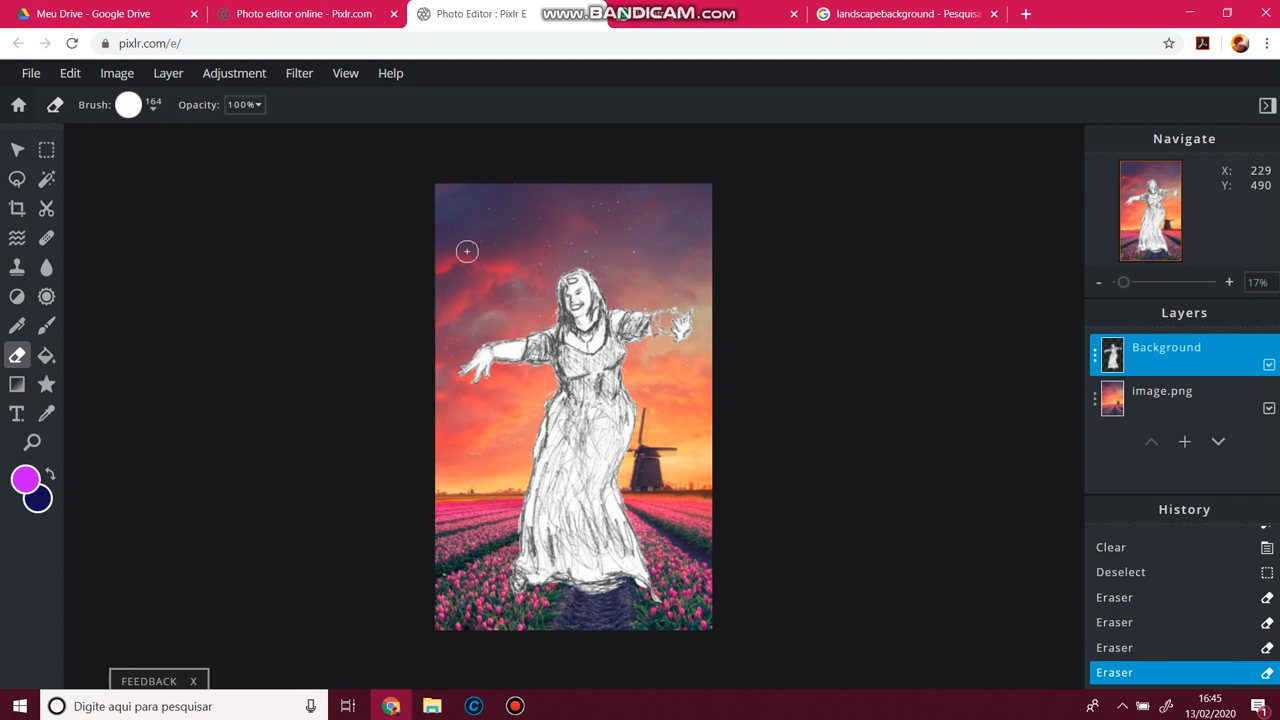 Meu Drive - Google Drive
Photo editor online - Pixlr.com
Photo Editor : Pixlr E
www.BANDICAM.com
landscapebackground - Pesquisa
pixlr.com/e/
File Edit Image Layer Adjustment Filter View Help
Brush: 164 Opacity: 100%
Navigate
X: 229
Y: 490
17%
Layers
Background
image.png
History
Clear
Deselect
Eraser
Eraser
Eraser
Eraser
FEEDBACK X
Digite aqui para pesquisar
16:45
13/02/2020
1